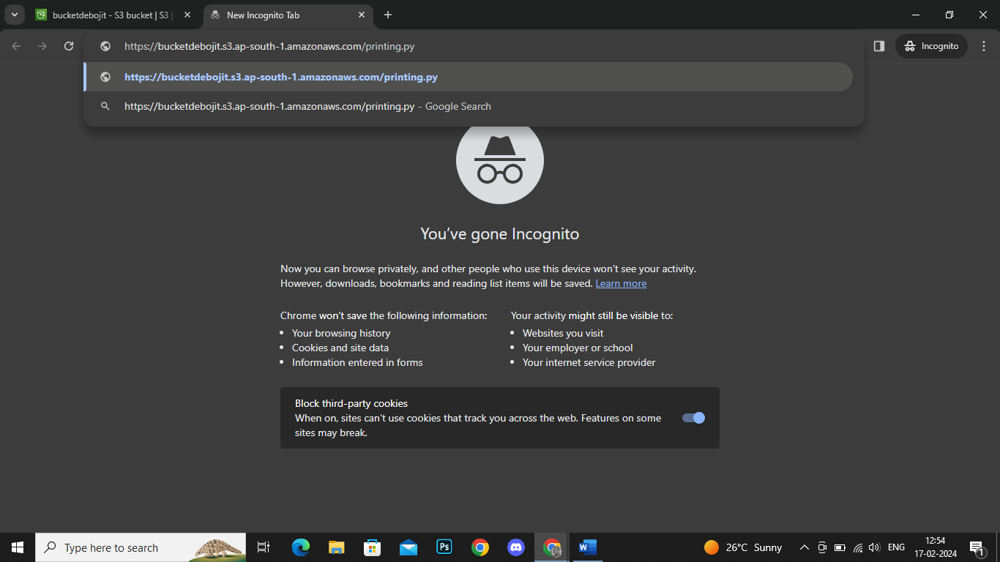 bucketdebojit - S3 bucket | S3 |
New Incognito Tab
https://bucketdebojit.s3.ap-south-1.amazonaws.com/printing.py
Incognito
https://bucketdebojit.s3.ap-south-1.amazonaws.com/printing.py
https://bucketdebojit.s3.ap-south-1.amazonaws.com/printing.py - Google Search
You've gone Incognito
Now you can browse privately, and other people who use this device won't see your activity.
However, downloads, bookmarks and reading list items will be saved. Learn more
Chrome won't save the following information:
Your browsing history
Cookies and site data
Information entered in forms
Your activity might still be visible to:
Websites you visit
Your employer or school
Your internet service provider
Block third-party cookies
When on, sites can't use cookies that track you across the web. Features on some
sites may break.
Type here to search
Ps
W
26°C Sunny
ENG
12:54
17-02-2024
1